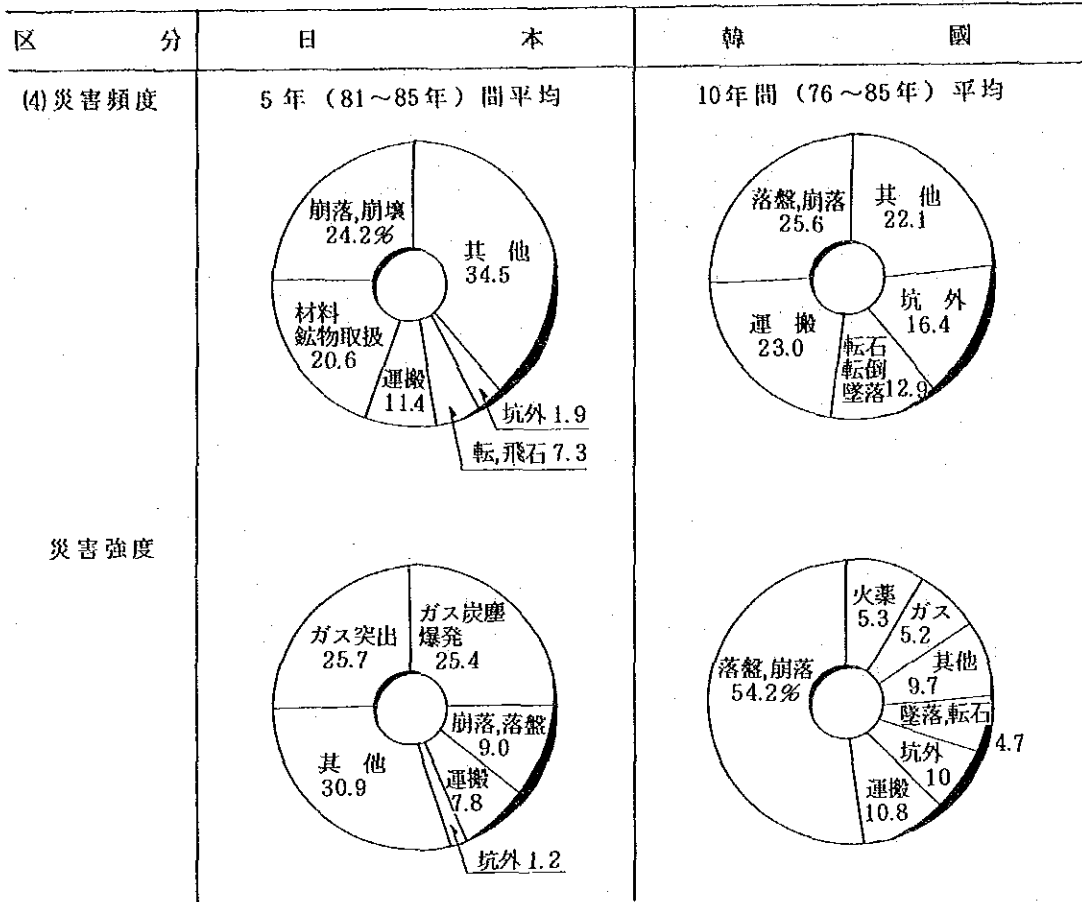 区 分 日 本 韓 國
(4)災害頻度 5年(81～85年)間平均 10年間(76～85年)平均
崩落,崩壊
24.2%
其 他
34.5
材料
鉱物取扱
20.6
運搬
11.4
坑外 1.9
転,飛石 7.3
落盤,崩落
25.6
其 他
22.1
坑 外
16.4
運 搬
23.0
転石
転倒
墜落12.9
災害強度
ガス突出
25.7
ガス炭塵
爆発
25.4
崩落,落盤
9.0
其 他
30.9
運搬
7.8
坑外 1.2
火薬
5.3
ガス
5.2
落盤,崩落
54.2%
其他
9.7
墜落,転石
4.7
坑外
10
運搬
10.8